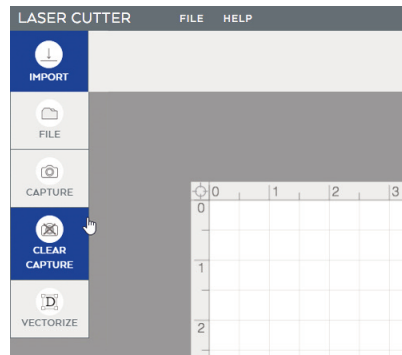 LASER CUTTER FILE HELP
IMPORT
FILE
CAPTURE
0 1 2 3
0
CLEAR
CAPTURE
1
D
VECTORIZE
2